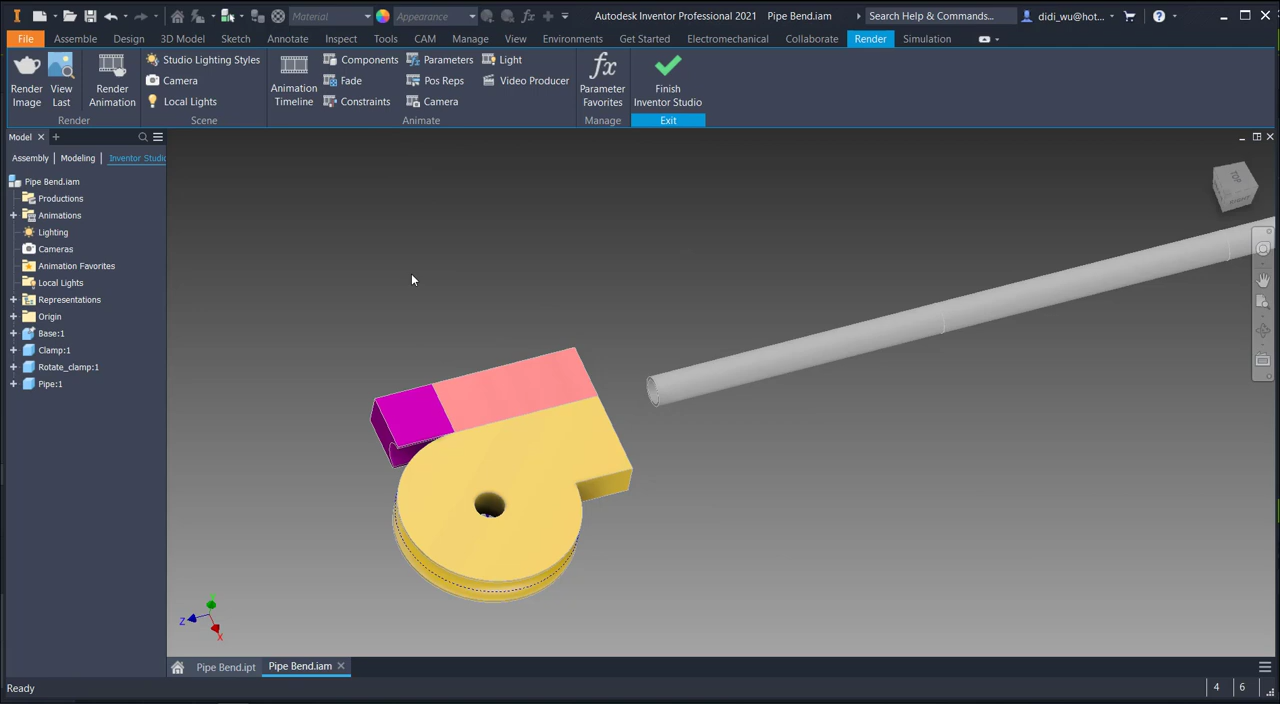 Material
Appearance
Autodesk Inventor Professional 2021 Pipe Bend.iam
Search Help & Commands...
didi_wu@hot...
File Assembly Design 3D Model Sketch Annotate Inspect Tools CAM Manage View Environments Get Started Electromechanical Collaborate Render Simulation
Render Image
View Last
Render Animation
Studio Lighting Styles
Camera
Local Lights
Animation Timeline
Components
Fade
Constraints
Parameters
Pos Reps
Camera
Light
Video Producer
fx
Parameter Favorites
Finish Inventor Studio
Render Scene Animate Manage Exit
Model
Assembly Modeling Inventor Studio
Pipe Bend.iam
Productions
Animations
Lighting
Cameras
Animation Favorites
Local Lights
Representations
Origin
Base:1
Clamp:1
Rotate_clamp:1
Pipe:1
TOP
Z
X
Pipe Bend.ipt Pipe Bend.iam
Ready
4 6